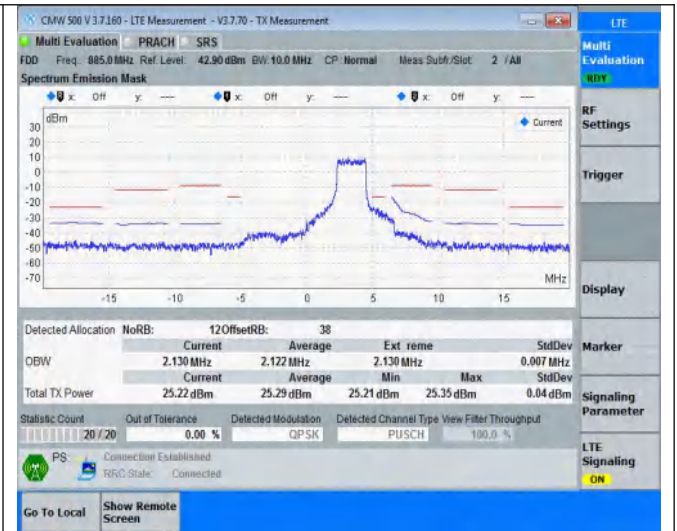 CMW 500 V 3.7.160 - LTE Measurement - V3.7.70 - TX Measurement
LTE
Multi Evaluation PRACH SRS
Multi Evaluation
RDY
FDD Freq.: 885.0 MHz Ref. Level: 42.90 dBm BW: 10.0 MHz CP: Normal Meas Subfr./Slot: 2 / All
Spectrum Emission Mask
x: Off y: --- x: Off y: --- x: Off y: ---
dBm
Current
30
20
10
0
-10
-20
-30
-40
-50
-60
-70
MHz
-15 -10 -5 0 5 10 15
RF Settings
Trigger
Display
Marker
Signaling Parameter
LTE Signaling
ON
Detected Allocation NoRB: 12 OffsetRB: 38
Current Average Extreme StdDev
OBW 2.130 MHz 2.122 MHz 2.130 MHz 0.007 MHz
Current Average Min Max StdDev
Total TX Power 25.22 dBm 25.29 dBm 25.21 dBm 25.35 dBm 0.04 dBm
Statistic Count Out of Tolerance Detected Modulation Detected Channel Type View Filter Throughput
20 / 20 0.00 % QPSK PUSCH 100.0 %
PS: Connection Established
RRC State: Connected
Go To Local Show Remote Screen